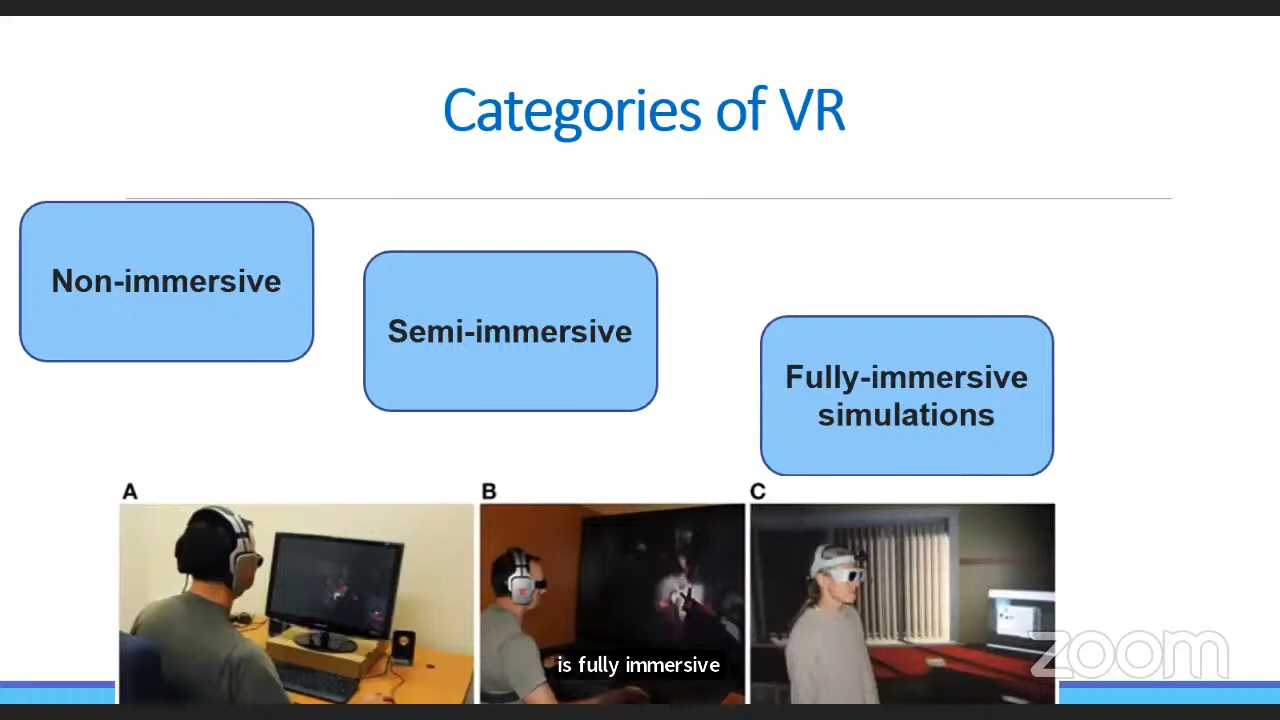 Categories of VR
Non-immersive
Semi-immersive
Fully-immersive
simulations
A
B
C
is fully immersive
zoom